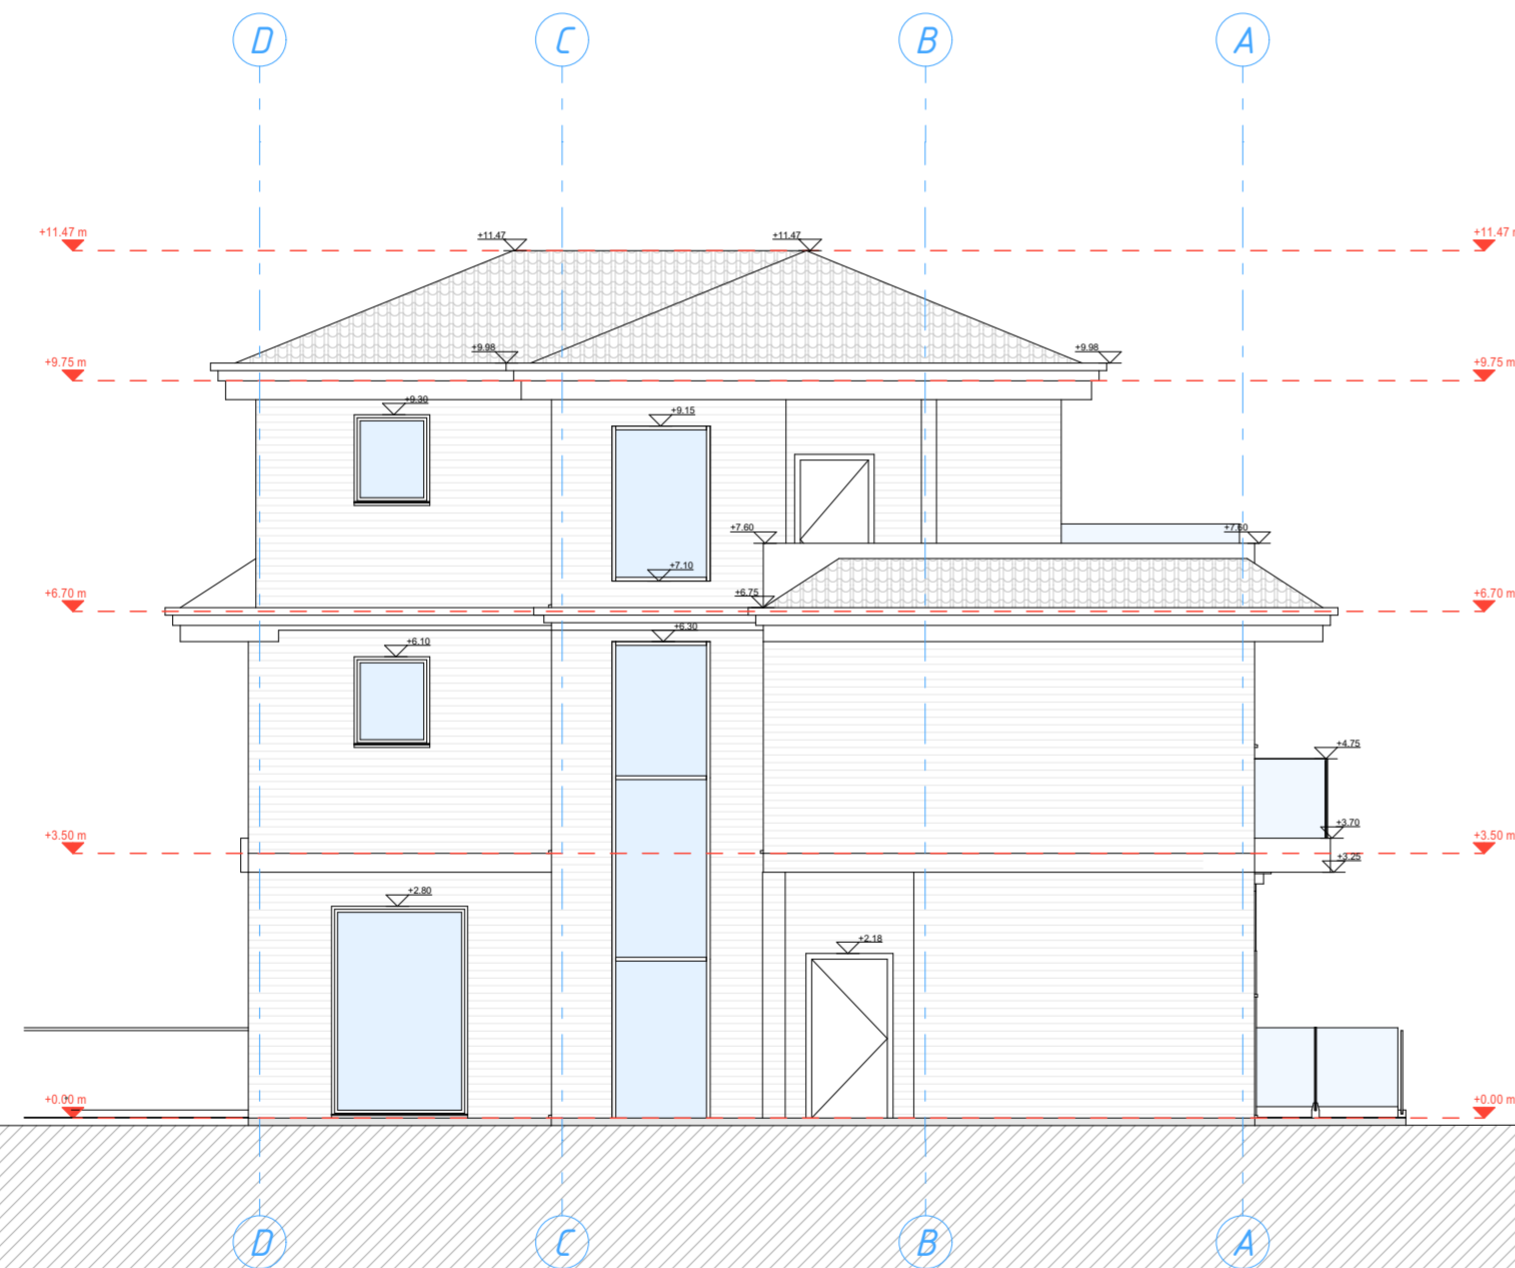 D C B A
+11.47 m +11.47 +11.47 +11.47 m
+9.98 +9.98
+9.75 m +9.75 m
+9.30
+9.15
+7.60 +7.60
+7.10
+6.75
+6.70 m +6.70 m
+6.30
+6.10
+4.75
+3.70
+3.50 m +3.50 m
+3.25
+2.80
+2.18
+0.00 m +0.00 m
D C B A